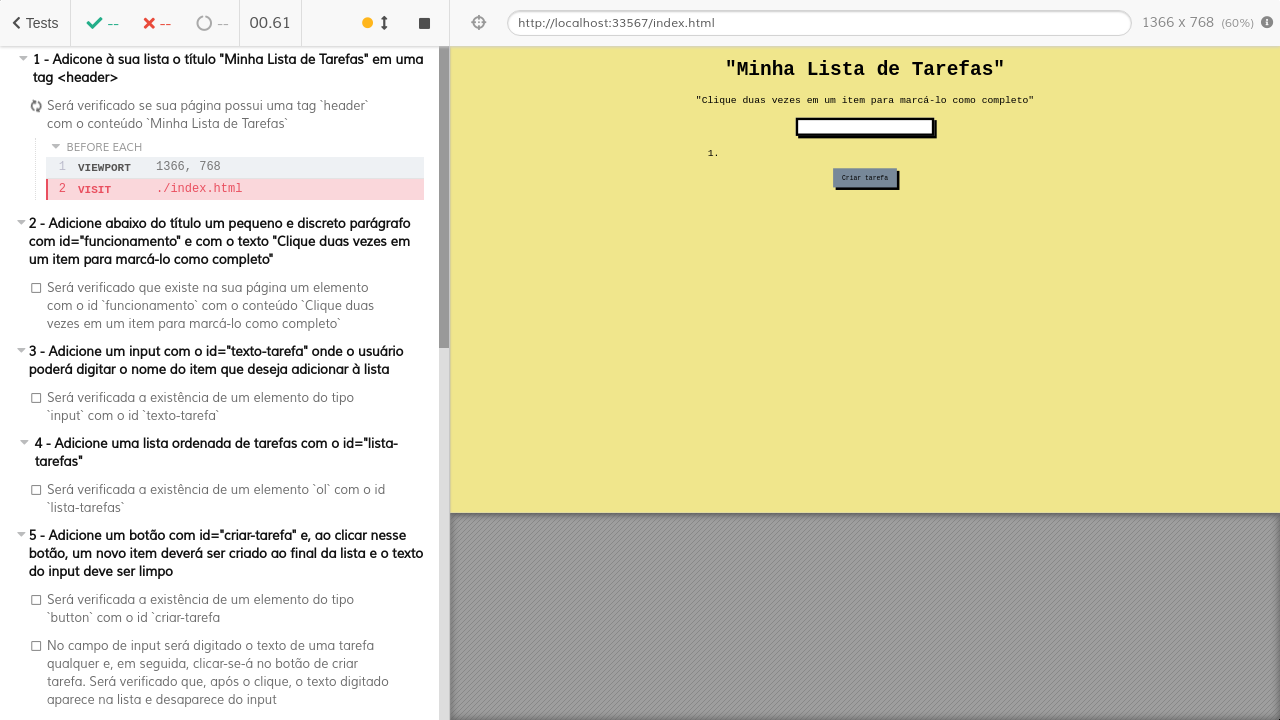 Tests
--
--
--
00.61
http://localhost:33567/index.html
1366 x 768 (60%)
1 - Adicone à sua lista o título "Minha Lista de Tarefas" em uma
tag <header>
Será verificado se sua página possui uma tag `header`
com o conteúdo `Minha Lista de Tarefas`
BEFORE EACH
1 VIEWPORT 1366, 768
2 VISIT ./index.html
2 - Adicione abaixo do título um pequeno e discreto parágrafo
com id="funcionamento" e com o texto "Clique duas vezes em
um item para marcá-lo como completo"
Será verificado que existe na sua página um elemento
com o id `funcionamento` com o conteúdo `Clique duas
vezes em um item para marcá-lo como completo`
3 - Adicione um input com o id="texto-tarefa" onde o usuário
poderá digitar o nome do item que deseja adicionar à lista
Será verificada a existência de um elemento do tipo
`input` com o id `texto-tarefa`
4 - Adicione uma lista ordenada de tarefas com o id="lista-
tarefas"
Será verificada a existência de um elemento `ol` com o id
`lista-tarefas`
5 - Adicione um botão com id="criar-tarefa" e, ao clicar nesse
botão, um novo item deverá ser criado ao final da lista e o texto
do input deve ser limpo
Será verificada a existência de um elemento do tipo
`button` com o id `criar-tarefa
No campo de input será digitado o texto de uma tarefa
qualquer e, em seguida, clicar-se-á no botão de criar
tarefa. Será verificado que, após o clique, o texto digitado
aparece na lista e desaparece do input
"Minha Lista de Tarefas"
"Clique duas vezes em um item para marcá-lo como completo"
1.
Criar tarefa